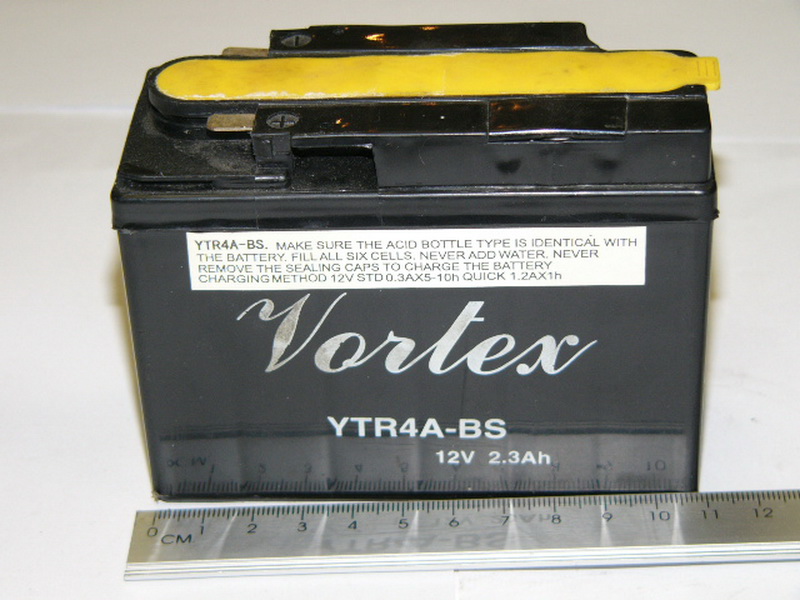 YTR4A-BS. MAKE SURE THE ACID BOTTLE TYPE IS IDENTICAL WITH
THE BATTERY. FILL ALL SIX CELLS. NEVER ADD WATER. NEVER
REMOVE THE SEALING CAPS TO CHARGE THE BATTERY
CHARGING METHOD 12V STD 0.3AX5-10h QUICK 1.2AX1h
Vortex
YTR4A-BS
12V 2.3Ah
0 1 2 3 4 5 6 7 8 9 10 11 12
CM